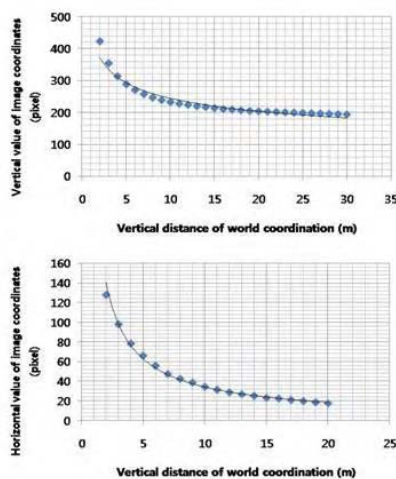 Vertical value of image coordinates
(pixel)
500
400
300
200
100
0
0 5 10 15 20 25 30 35
Vertical distance of world coordination (m)
Horizontal value of image coordinates
(pixel)
160
140
120
100
80
60
40
20
0
0 5 10 15 20 25
Vertical distance of world coordination (m)